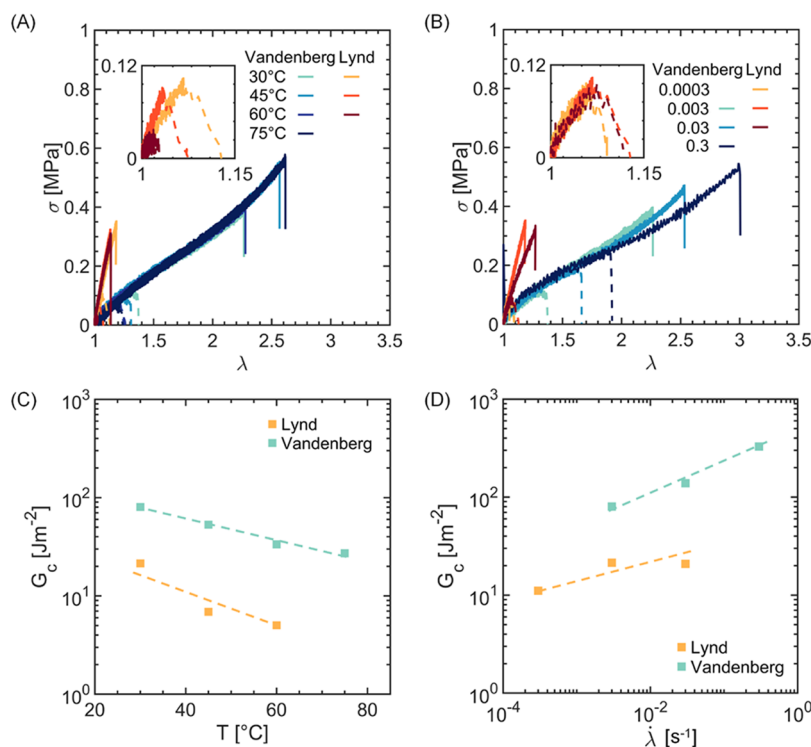 (A)
1
0.8
0.6
0.4
0.2
0
σ [MPa]
0.12
0
1 1.15
Vandenberg Lynd
30°C
45°C
60°C
75°C
1 1.5 2 2.5 3 3.5
λ
(B)
1
0.8
0.6
0.4
0.2
0
σ [MPa]
0.12
0
1 1.15
Vandenberg Lynd
0.0003
0.003
0.03
0.3
1 1.5 2 2.5 3 3.5
λ
(C)
10³
10²
10¹
10⁰
G_c [Jm⁻²]
Lynd
Vandenberg
20 40 60 80
T [°C]
(D)
10³
10²
10¹
10⁰
G_c [Jm⁻²]
Lynd
Vandenberg
10⁻⁴ 10⁻² 10⁰
λ̇ [s⁻¹]